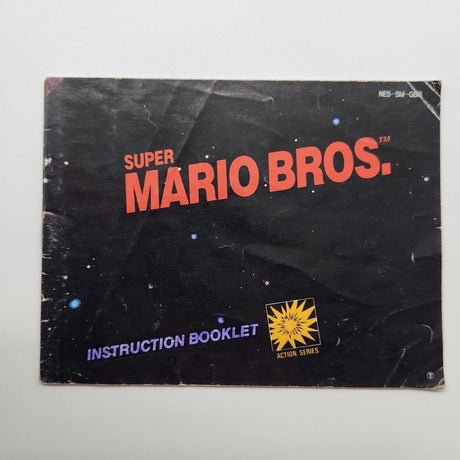 NES-SM-GBR
SUPER
MARIO BROS.™
INSTRUCTION BOOKLET
ACTION SERIES